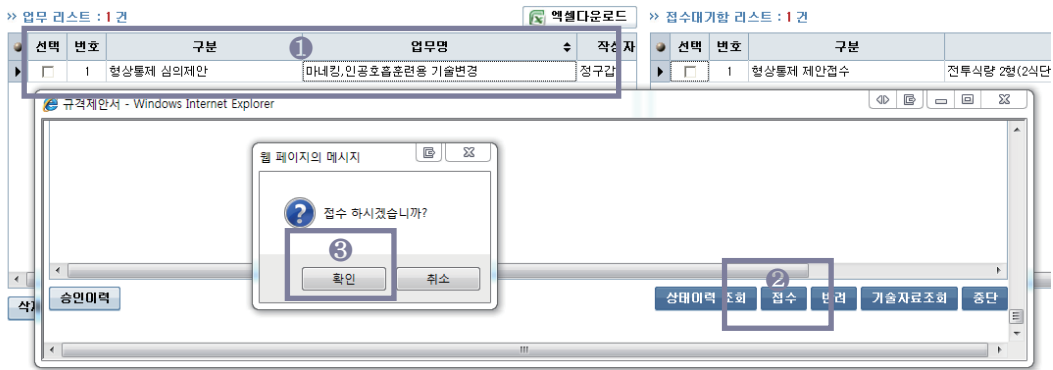 >> 업무 리스트 : 1 건
엑셀다운로드
>> 접수대기함 리스트 : 1 건
선택 번호 구분 ❶ 업무명 작성자
선택 번호 구분
1 형상통제 심의제안 마네킹,인공호흡훈련용 기술변경 정구갑
1 형상통제 제안접수 전투식량 2형(2식단
규격제안서 - Windows Internet Explorer
웹 페이지의 메시지
접수 하시겠습니까?
❸
확인 취소
❷
승인이력
상태이력 조회 접수 반려 기술자료조회 중단